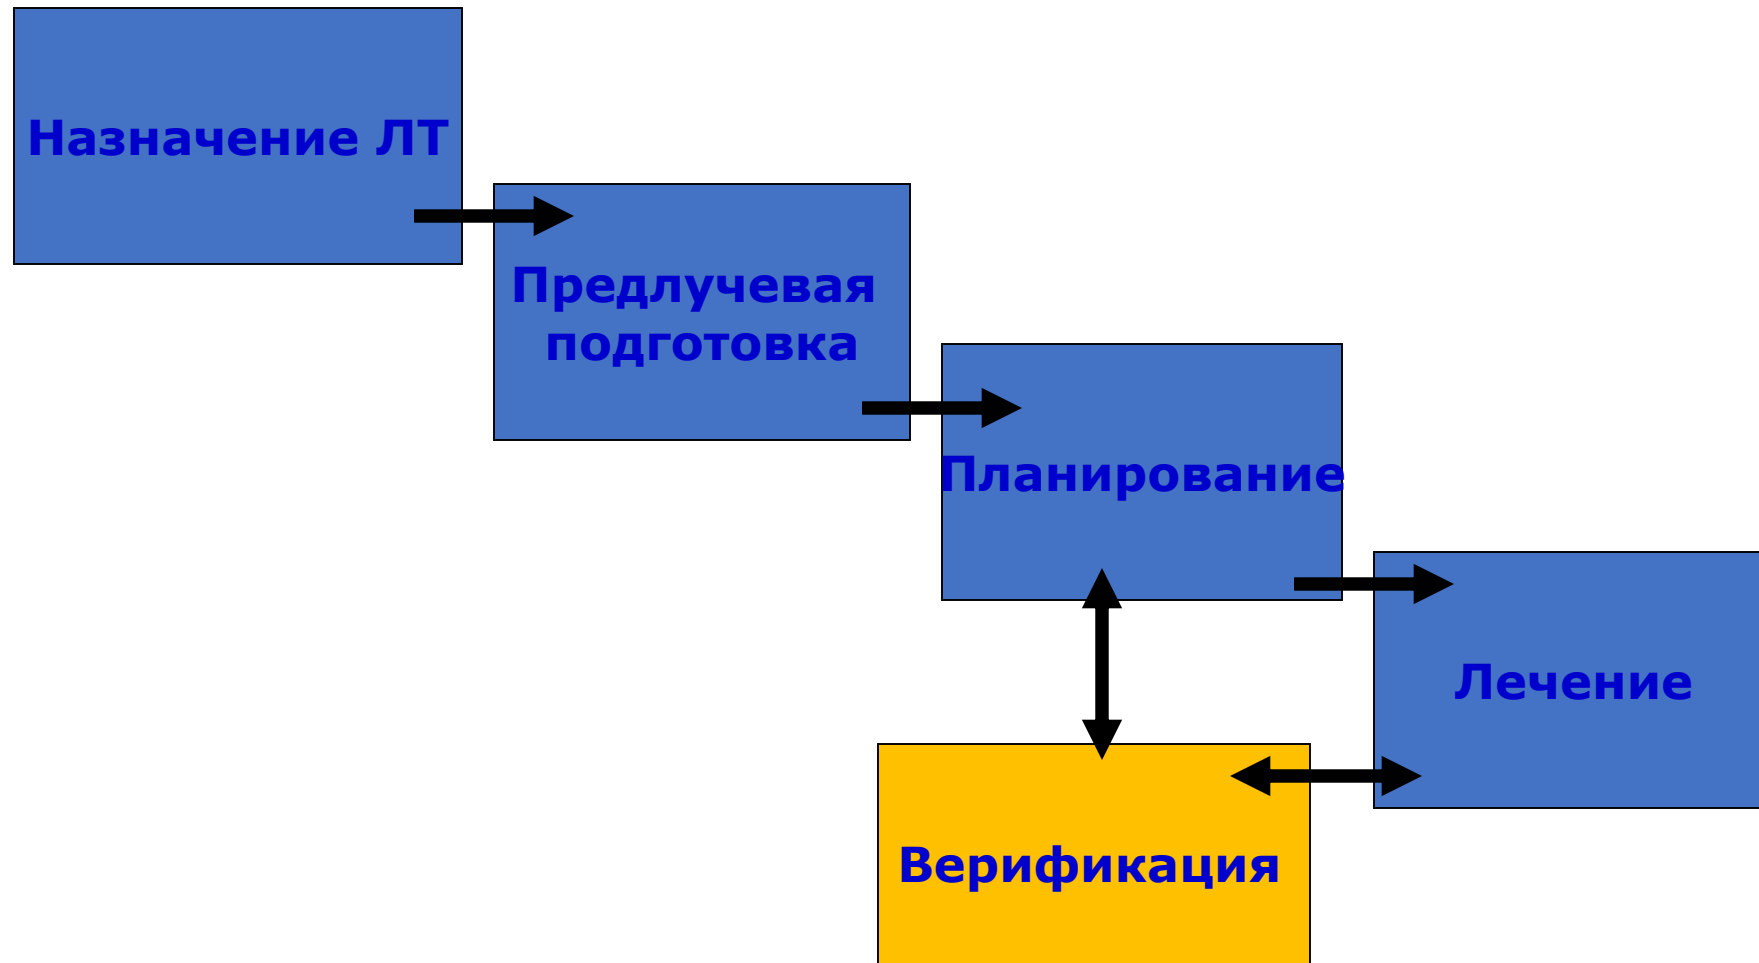 Назначение ЛТ
Предлучевая
подготовка
Планирование
Лечение
Верификация